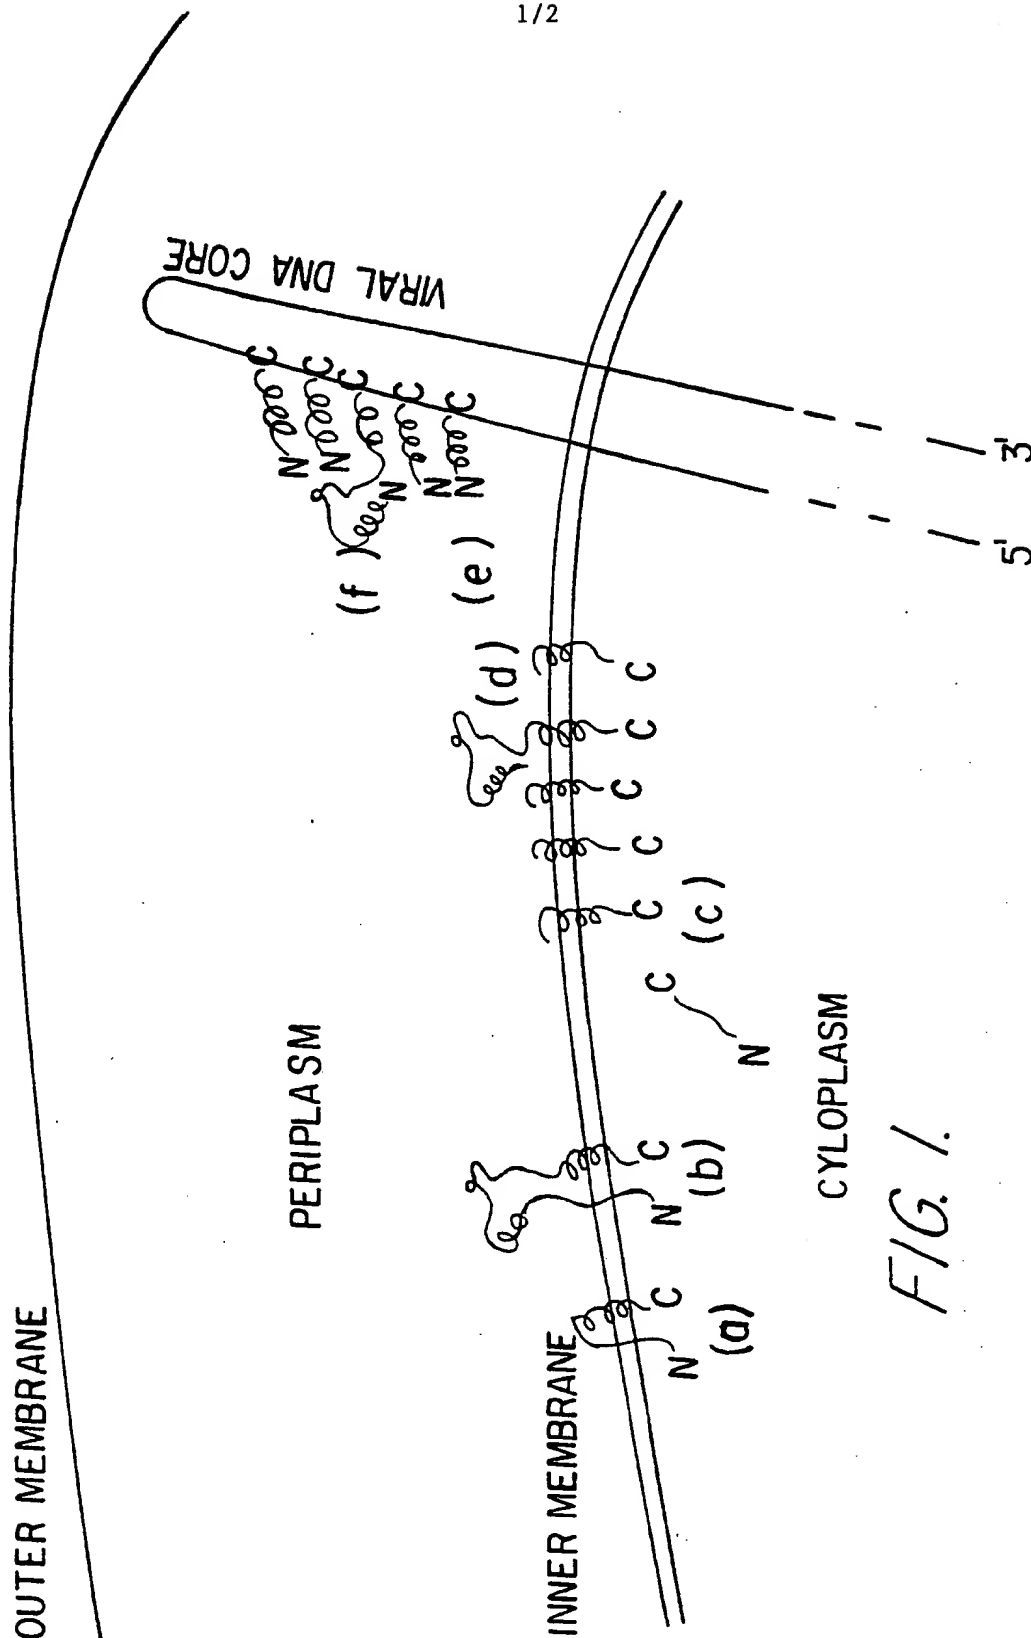 1/2
OUTER MEMBRANE
PERIPLASM
INNER MEMBRANE
VIRAL DNA CORE
C
C
C
C
C
N
N
N
N
N
(f)
(e)
(d)
C
C
C
C
C
(c)
C
N
N
C
(b)
N
C
(a)
5'
3'
CYLOPLASM
FIG. 1.